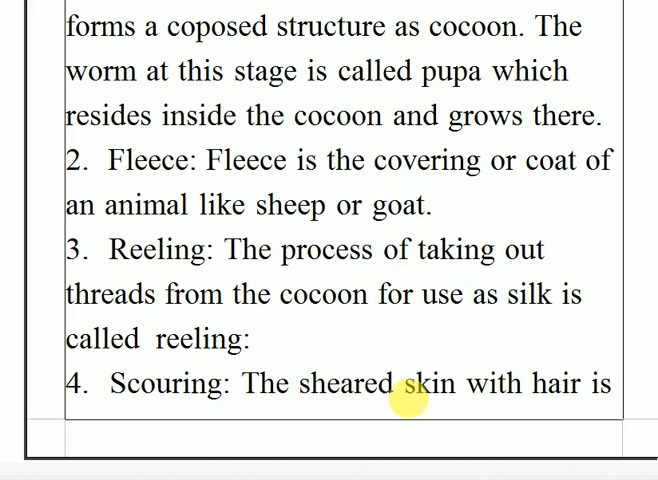 forms a coposed structure as cocoon. The
worm at this stage is called pupa which
resides inside the cocoon and grows there.
2. Fleece: Fleece is the covering or coat of
an animal like sheep or goat.
3. Reeling: The process of taking out
threads from the cocoon for use as silk is
called reeling:
4. Scouring: The sheared skin with hair is